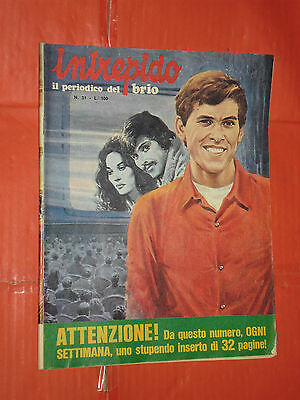 intrepido
il periodico del brio
N. 31 - L. 100
ATTENZIONE! Da questo numero, OGNI
SETTIMANA, uno stupendo inserto di 32 pagine!